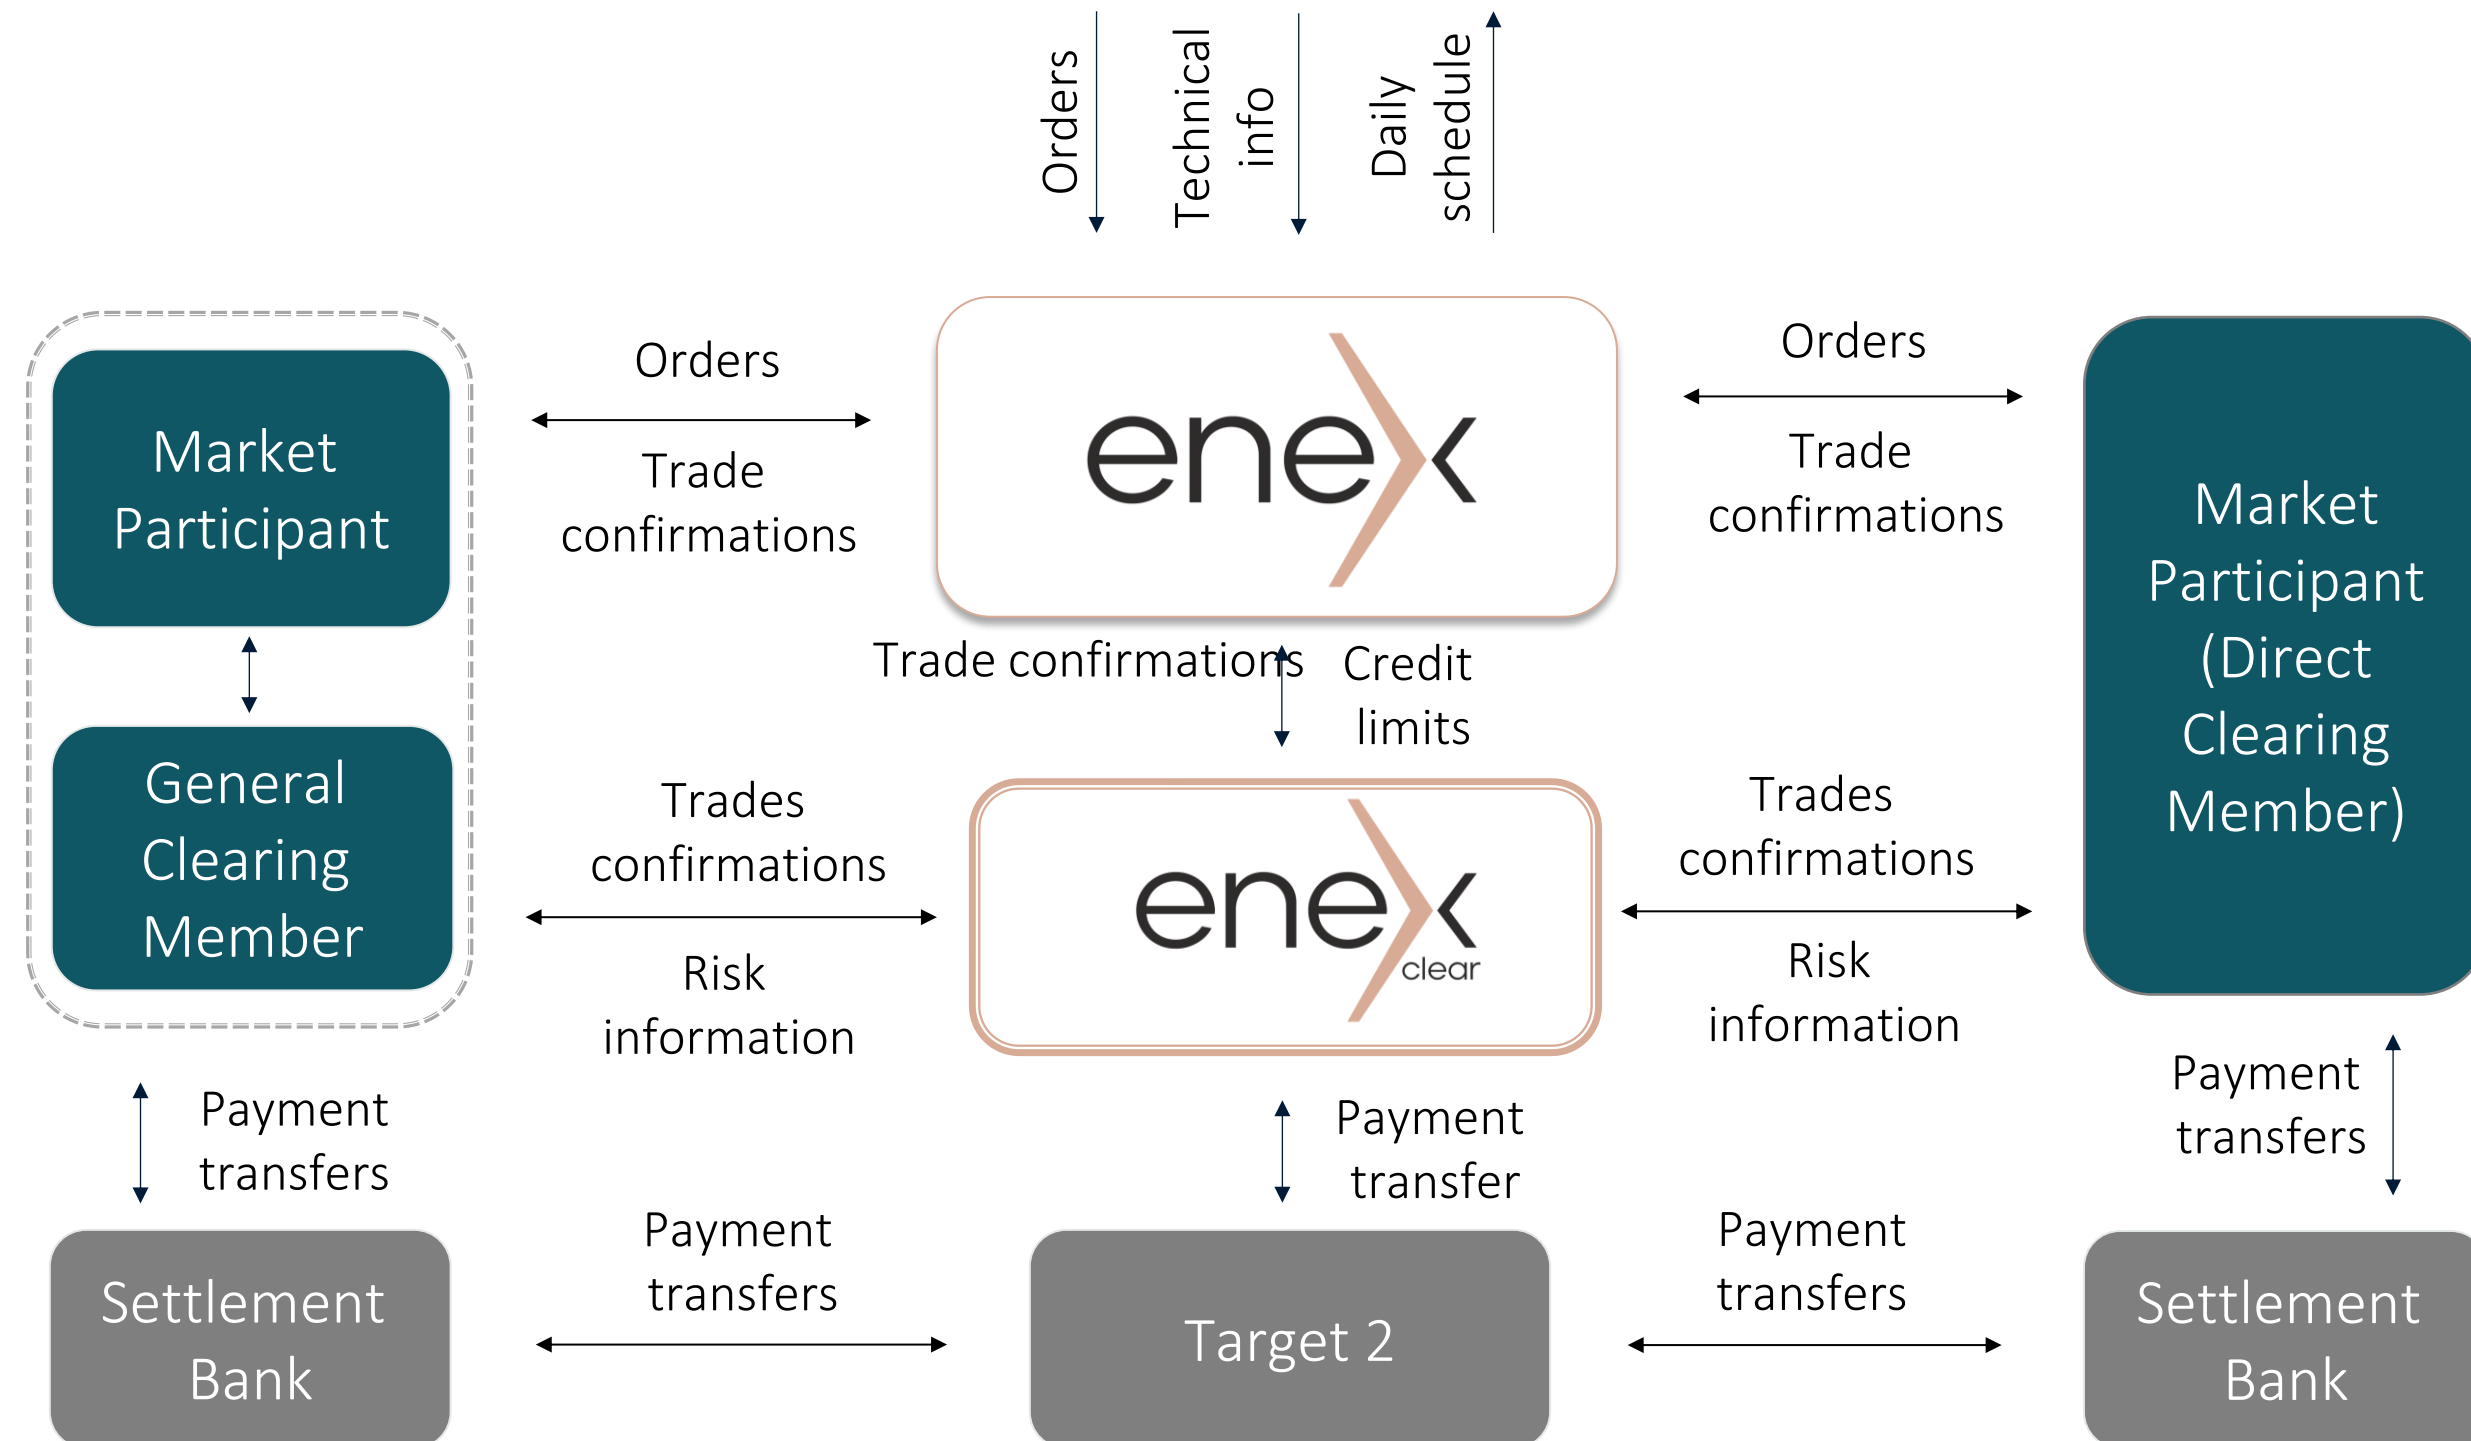 Orders
Technical
info
Daily
schedule
Market
Participant
Orders
Trade
confirmations
enex
Orders
Trade
confirmations
Market
Participant
(Direct
Clearing
Member)
Trade confirmations
Credit
limits
General
Clearing
Member
Trades
confirmations
Risk
information
enex
clear
Trades
confirmations
Risk
information
Payment
transfers
Payment
transfer
Payment
transfers
Settlement
Bank
Payment
transfers
Target 2
Payment
transfers
Settlement
Bank